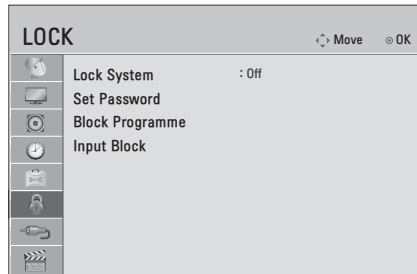 LOCK
Move
OK
Lock System : Off
Set Password
Block Programme
Input Block